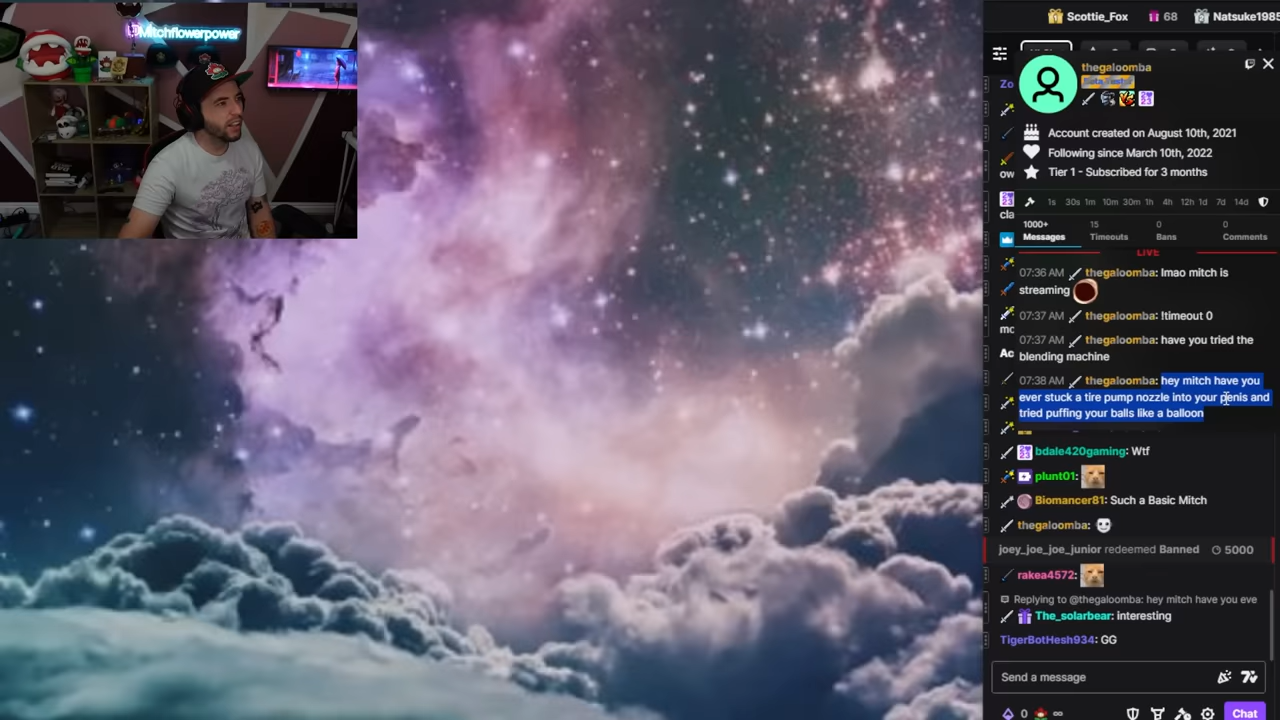 @Mitchflowerpower
Scottie_Fox 68 Natsuke1985
thegaloomba
Zo
Account created on August 10th, 2021
Following since March 10th, 2022
ow
Tier 1 - Subscribed for 3 months
1s 30s 1m 10m 30m 1h 4h 12h 1d 7d 14d
cla
1000+ 15 0 0
Messages Timeouts Bans Comments
LIVE
07:36 AM thegaloomba: lmao mitch is
streaming
07:37 AM thegaloomba: !timeout 0
mo
07:37 AM thegaloomba: have you tried the
Ac
blending machine
07:38 AM thegaloomba: hey mitch have you
ever stuck a tire pump nozzle into your penis and
tried puffing your balls like a balloon
bdale420gaming: Wtf
plunt01:
Biomancer81: Such a Basic Mitch
thegaloomba:
joey_joe_joe_junior redeemed Banned 5000
rakea4572:
Replying to @thegaloomba: hey mitch have you eve
The_solarbear: interesting
TigerBotHesh934: GG
Send a message
0 ∞ Chat